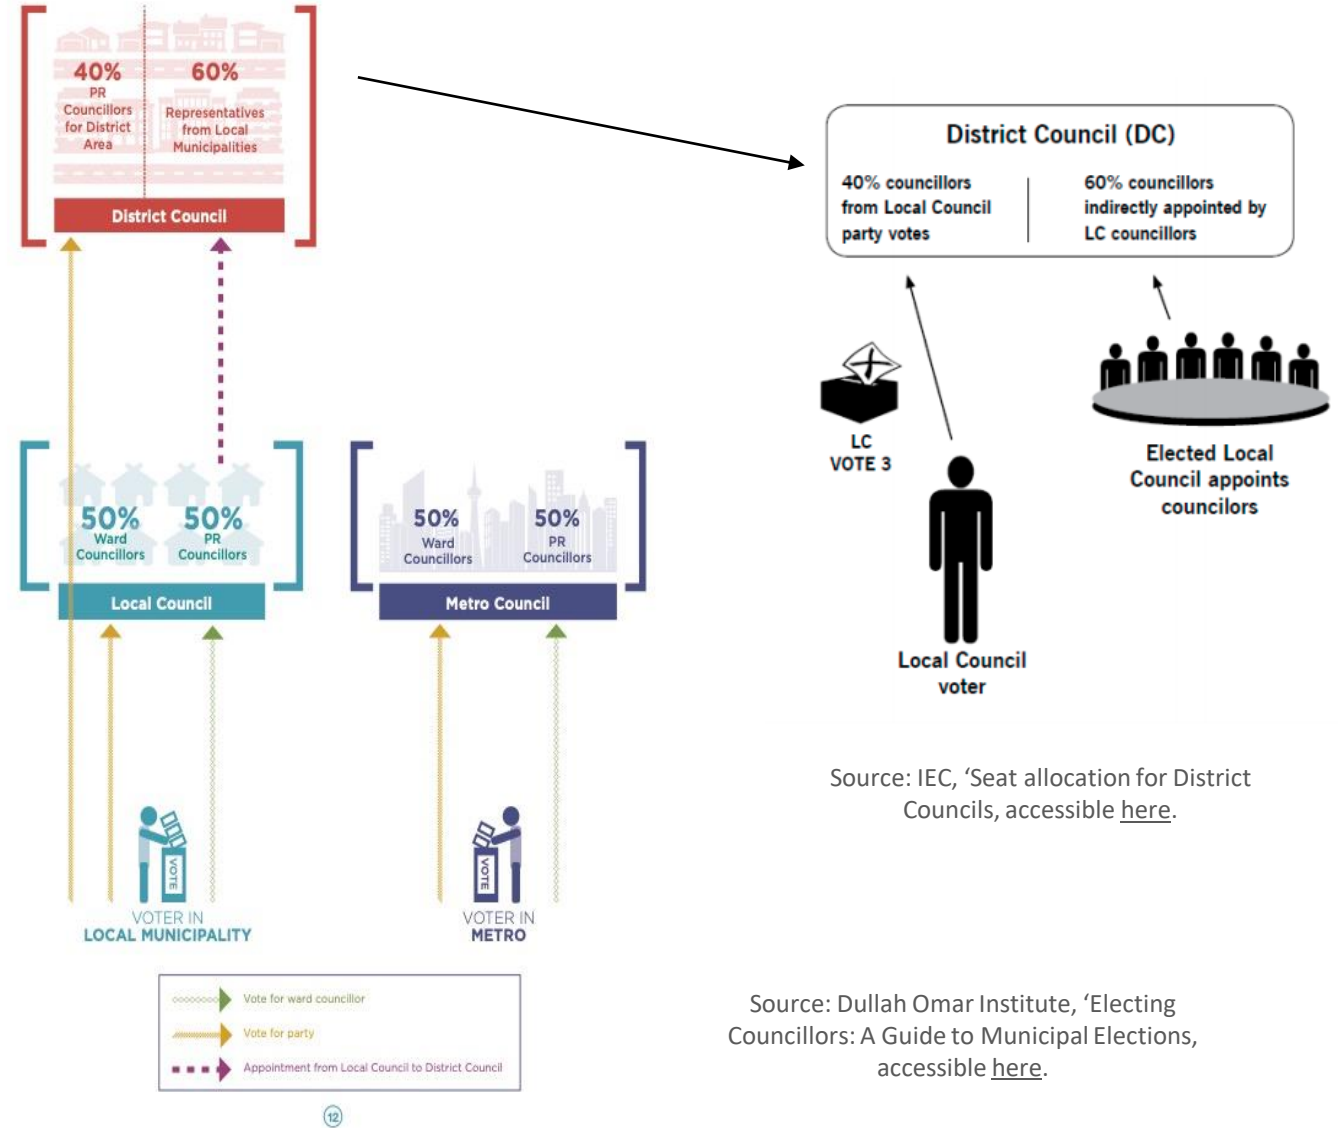 40%
PR
Councillors
for District
Area
60%
Representatives
from Local
Municipalities
District Council
50%
Ward
Councillors
50%
PR
Councillors
Local Council
50%
Ward
Councillors
50%
PR
Councillors
Metro Council
VOTE
VOTER IN
LOCAL MUNICIPALITY
VOTE
VOTER IN
METRO
Vote for ward councillor
Vote for party
Appointment from Local Council to District Council
12
District Council (DC)
40% councillors
from Local Council
party votes
60% councillors
indirectly appointed by
LC councillors
LC
VOTE 3
Elected Local
Council appoints
councilors
Local Council
voter
Source: IEC, ‘Seat allocation for District
Councils, accessible here.
Source: Dullah Omar Institute, ‘Electing
Councillors: A Guide to Municipal Elections,
accessible here.